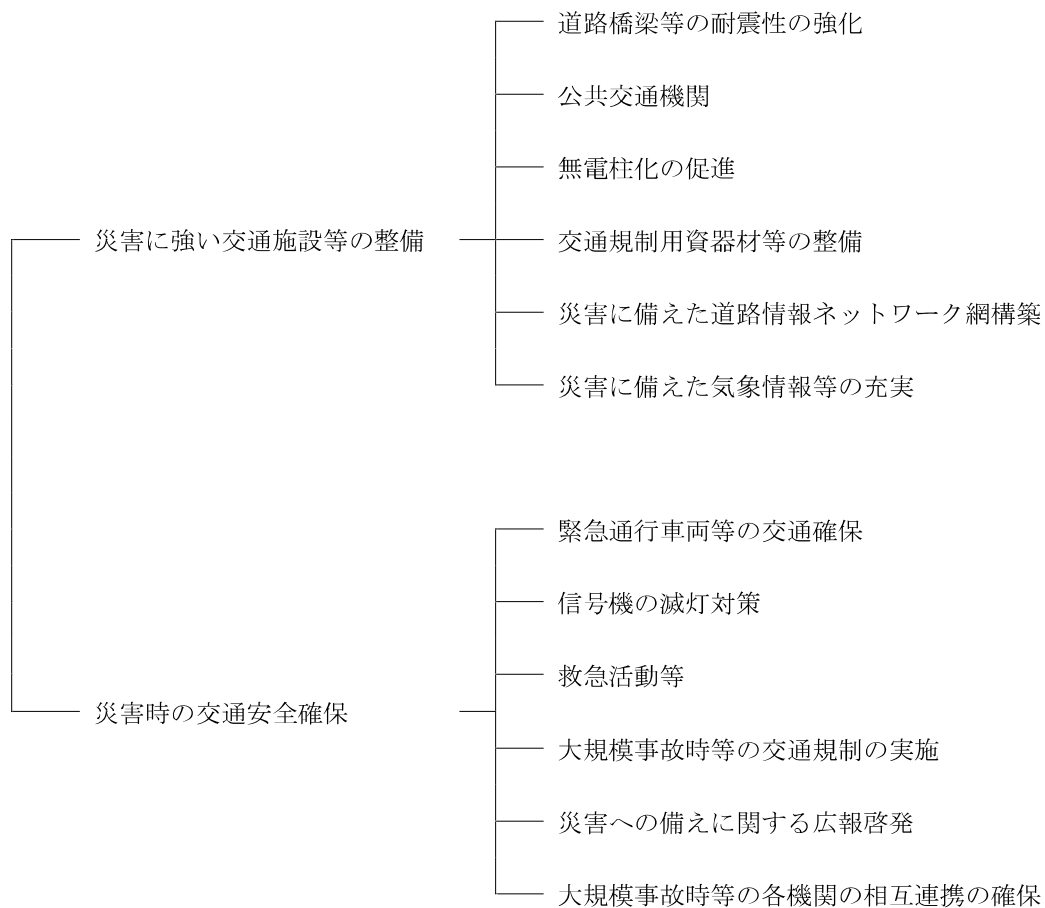 道路橋梁等の耐震性の強化
公共交通機関
無電柱化の促進
災害に強い交通施設等の整備
交通規制用資器材等の整備
災害に備えた道路情報ネットワーク網構築
災害に備えた気象情報等の充実
緊急通行車両等の交通確保
信号機の滅灯対策
救急活動等
災害時の交通安全確保
大規模事故時等の交通規制の実施
災害への備えに関する広報啓発
大規模事故時等の各機関の相互連携の確保